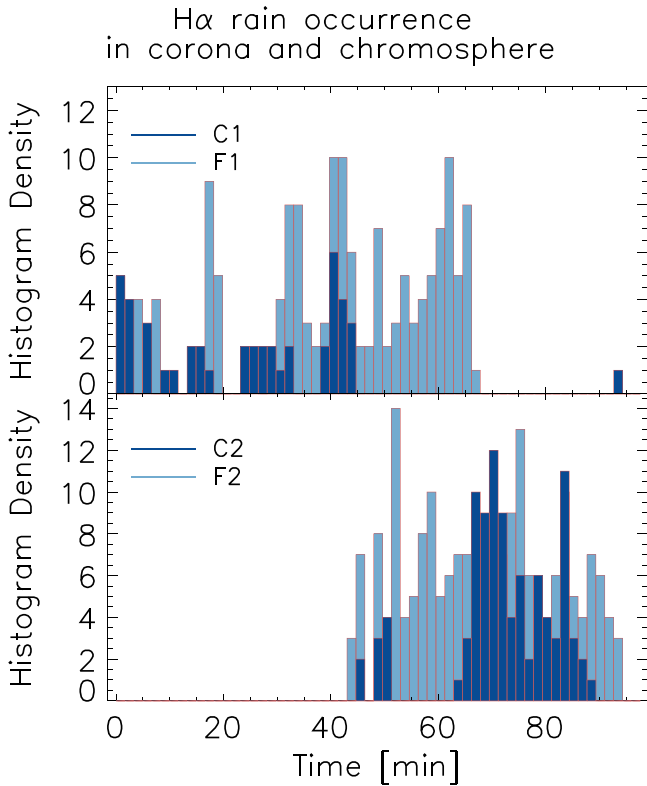 Hα rain occurrence
in corona and chromosphere
Histogram Density
12
10
8
6
4
2
0
C1
F1
Histogram Density
14
12
10
8
6
4
2
0
C2
F2
0 20 40 60 80
Time [min]